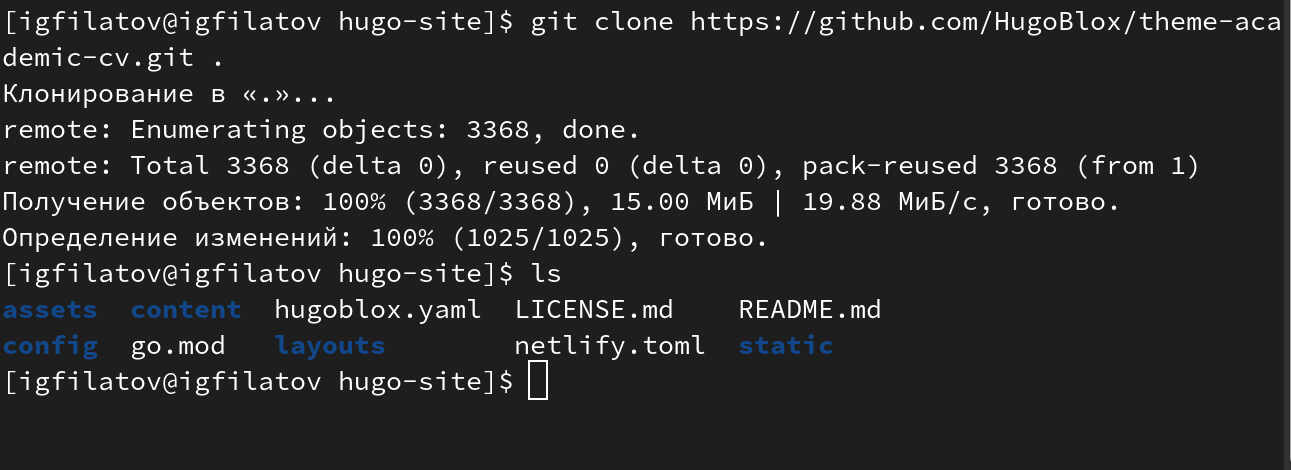 [igfilatov@igfilatov hugo-site]$ git clone https://github.com/HugoBlox/theme-aca
demic-cv.git .
Клонирование в «.»...
remote: Enumerating objects: 3368, done.
remote: Total 3368 (delta 0), reused 0 (delta 0), pack-reused 3368 (from 1)
Получение объектов: 100% (3368/3368), 15.00 МиБ | 19.88 МиБ/с, готово.
Определение изменений: 100% (1025/1025), готово.
[igfilatov@igfilatov hugo-site]$ ls
assets  content  hugoblox.yaml  LICENSE.md    README.md
config  go.mod   layouts        netlify.toml  static
[igfilatov@igfilatov hugo-site]$